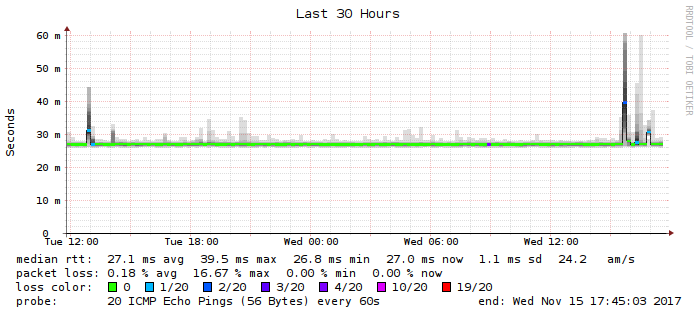 Last 30 Hours
RRDTOOL / TOBI OETIKER
Seconds
60 m
50 m
40 m
30 m
20 m
10 m
0
Tue 12:00 Tue 18:00 Wed 00:00 Wed 06:00 Wed 12:00
median rtt: 27.1 ms avg 39.5 ms max 26.8 ms min 27.0 ms now 1.1 ms sd 24.2 am/s
packet loss: 0.18 % avg 16.67 % max 0.00 % min 0.00 % now
loss color: 0 1/20 2/20 3/20 4/20 10/20 19/20
probe: 20 ICMP Echo Pings (56 Bytes) every 60s end: Wed Nov 15 17:45:03 2017